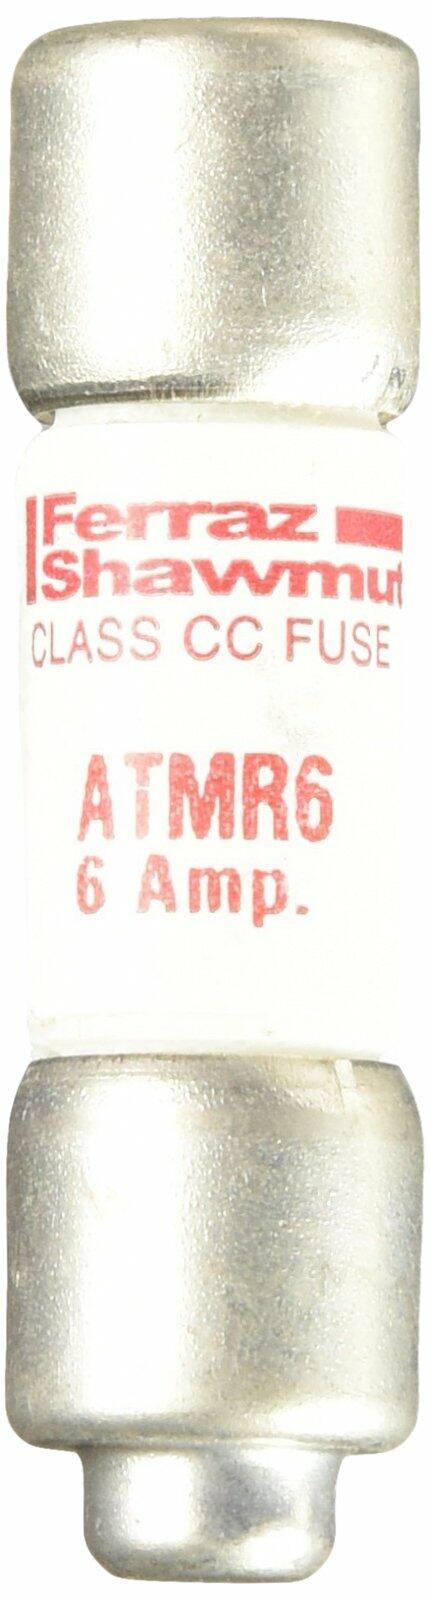 Ferraz
Shawmut
CLASS CC FUSE
ATMR6
6 Amp.